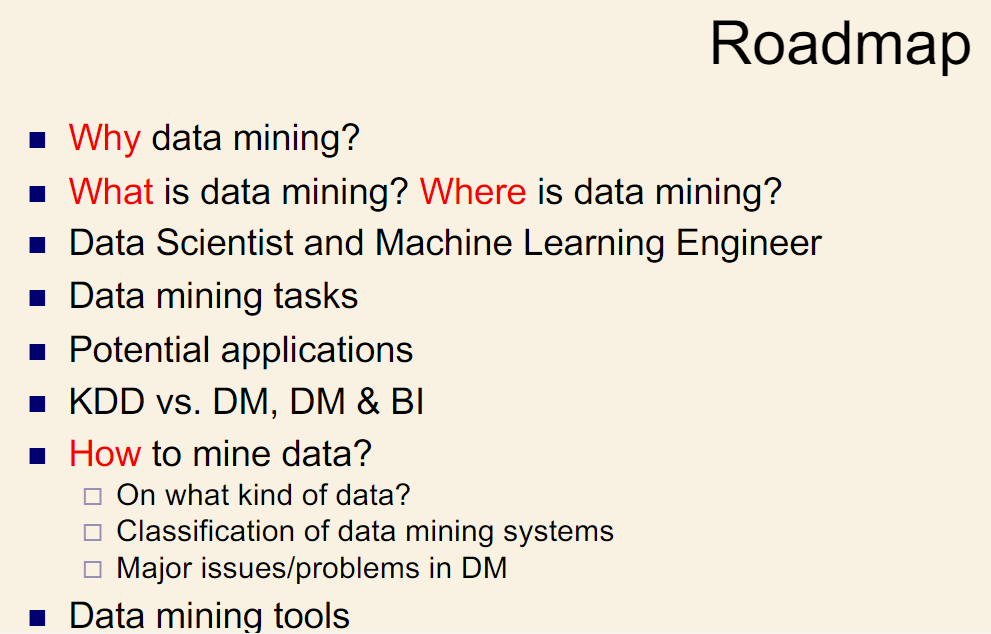 Roadmap
Why data mining?
What is data mining? Where is data mining?
Data Scientist and Machine Learning Engineer
Data mining tasks
Potential applications
KDD vs. DM, DM & BI
How to mine data?
On what kind of data?
Classification of data mining systems
Major issues/problems in DM
Data mining tools